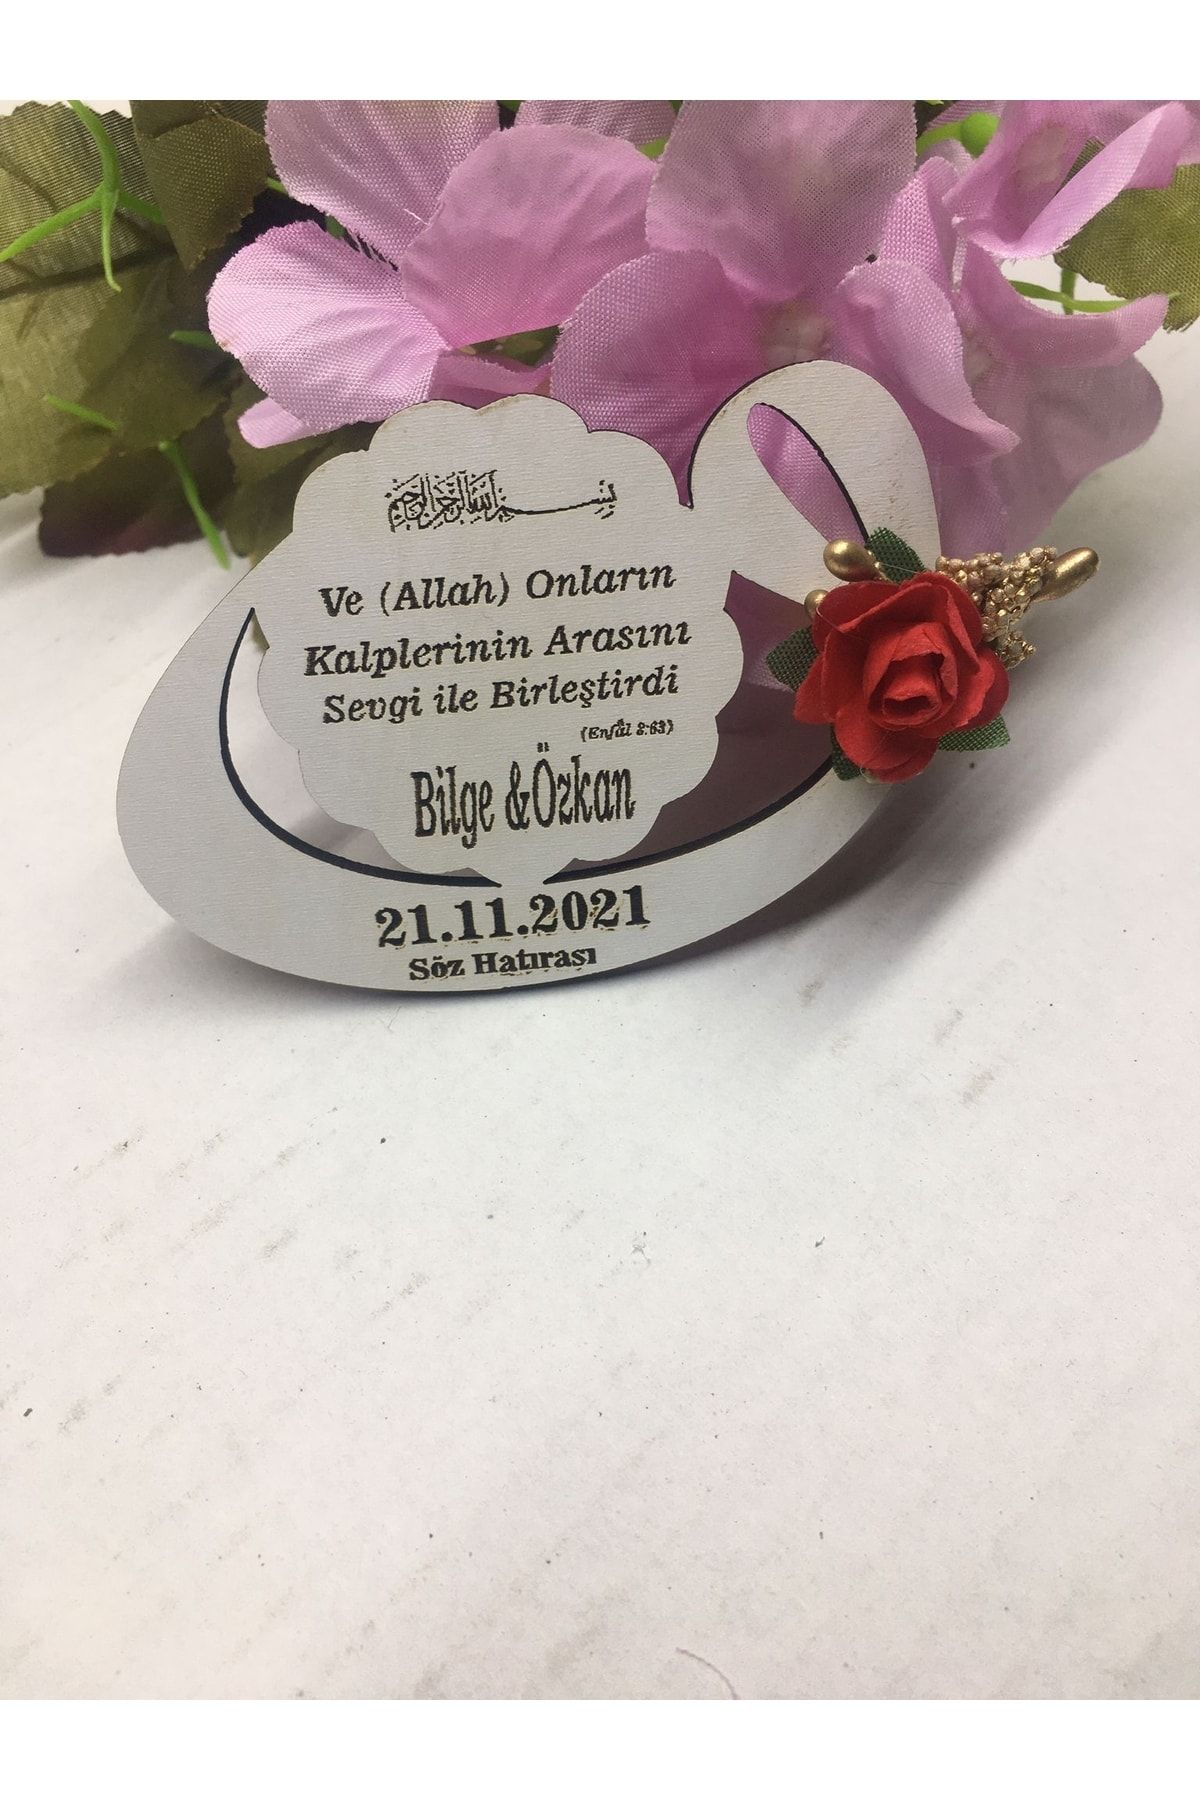 بسم الله الرحمن الرحيم
Ve (Allah) Onların
Kalplerinin Arasını
Sevgi ile Birleştirdi
(Enfâl 8:63)
Bilge &Özkan
21.11.2021
Söz Hatırası